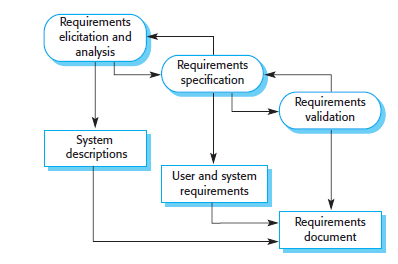 Requirements
elicitation and
analysis
Requirements
specification
Requirements
validation
System
descriptions
User and system
requirements
Requirements
document